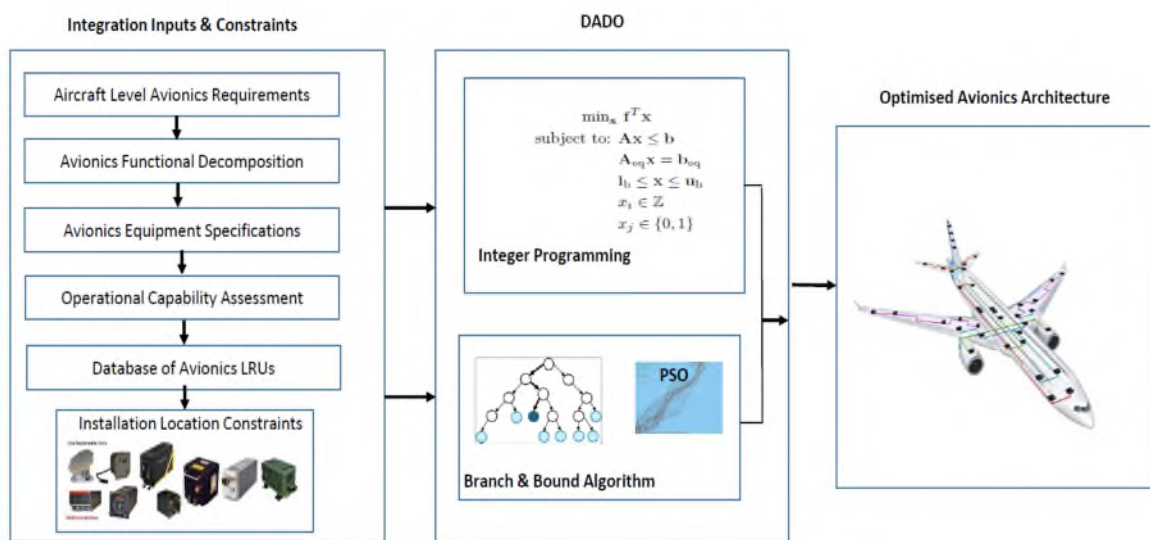 Integration Inputs & Constraints
Aircraft Level Avionics Requirements
Avionics Functional Decomposition
Avionics Equipment Specifications
Operational Capability Assessment
Database of Avionics LRUs
Installation Location Constraints
DADO
minₓ fᵀx
subject to: Ax ≤ b
A_eq x = b_eq
l_b ≤ x ≤ u_b
x_i ∈ ℤ
x_j ∈ {0, 1}
Integer Programming
PSO
Branch & Bound Algorithm
Optimised Avionics Architecture